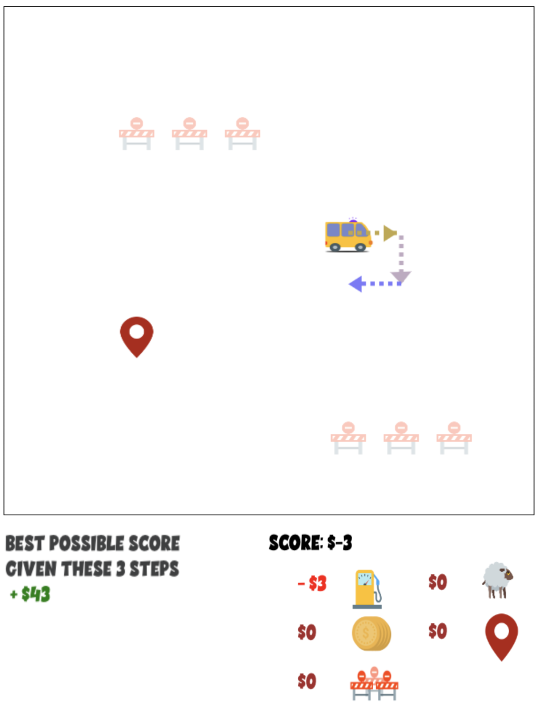 BEST POSSIBLE SCORE
GIVEN THESE 3 STEPS
+ $43
SCORE: $-3
- $3
$0
$0
$0
$0